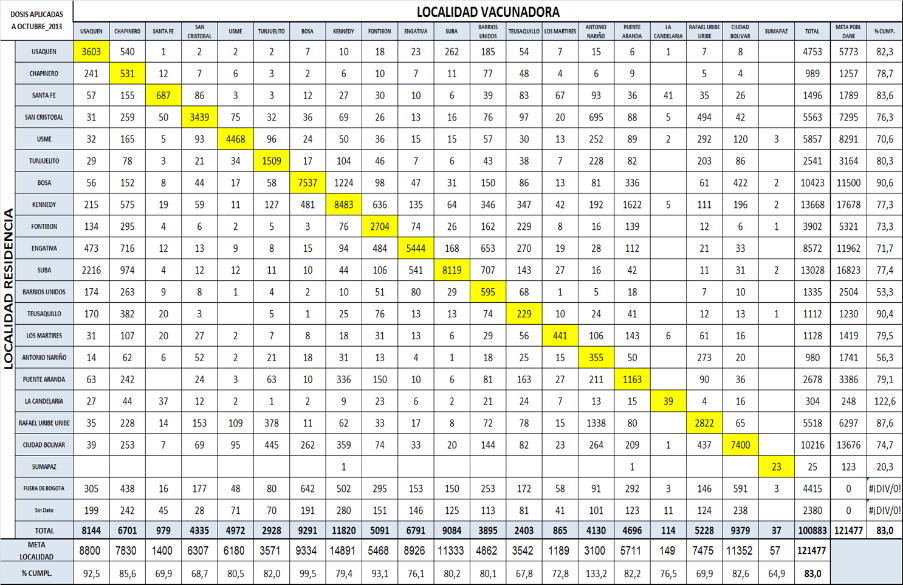 DOSIS APLICADAS A OCTUBRE_2013 LOCALIDAD VACUNADORA
USAQUEN CHAPINERO SANTA FE SAN CRISTOBAL USME TUNJUELITO BOSA KENNEDY FONTIBON ENGATIVA SUBA BARRIOS UNIDOS TEUSAQUILLO LOS MARTIRES ANTONIO NARIÑO PUENTE ARANDA LA CANDELARIA RAFAEL URIBE URIBE CIUDAD BOLIVAR SUMAPAZ TOTAL META POBL DANE % CUMP.
LOCALIDAD RESIDENCIA
USAQUEN 3603 540 1 2 2 2 7 10 18 23 262 185 54 7 15 6 1 7 8 4753 5773 82,3
CHAPINERO 241 531 12 7 6 3 2 6 10 7 11 77 48 4 6 9 5 4 989 1257 78,7
SANTA FE 57 155 687 86 3 3 12 27 30 10 6 39 83 67 93 36 41 35 26 1496 1789 83,6
SAN CRISTOBAL 31 259 50 3439 75 32 36 69 26 13 16 76 97 20 695 88 5 494 42 5563 7295 76,3
USME 32 165 5 93 4468 96 24 50 36 15 15 57 30 13 252 89 2 292 120 3 5857 8291 70,6
TUNJUELITO 29 78 3 21 34 1509 17 104 46 7 6 43 38 7 228 82 203 86 2541 3164 80,3
BOSA 56 152 8 44 17 58 7537 1224 98 47 31 150 86 13 81 336 61 422 2 10423 11500 90,6
KENNEDY 215 575 19 59 11 127 481 8483 636 135 64 346 347 42 192 1622 5 111 196 2 13668 17678 77,3
FONTIBON 134 295 4 6 2 5 3 76 2704 74 26 162 229 8 16 139 12 6 1 3902 5321 73,3
ENGATIVA 473 716 12 13 9 8 15 94 484 5444 168 653 270 19 28 112 21 33 8572 11962 71,7
SUBA 2216 974 4 12 12 11 10 44 106 541 8119 707 143 27 16 42 11 31 2 13028 16823 77,4
BARRIOS UNIDOS 174 263 9 8 1 4 2 10 51 80 29 595 68 1 5 18 7 10 1335 2504 53,3
TEUSAQUILLO 170 382 20 3 5 1 25 76 13 13 74 229 10 24 41 12 13 1 1112 1230 90,4
LOS MARTIRES 31 107 20 27 2 7 8 18 31 13 6 29 56 441 106 143 6 61 16 1128 1419 79,5
ANTONIO NARIÑO 14 62 6 52 2 21 18 31 13 4 1 18 25 15 355 50 273 20 980 1741 56,3
PUENTE ARANDA 63 242 24 3 63 10 336 150 10 6 81 163 27 211 1163 90 36 2678 3386 79,1
LA CANDELARIA 27 44 37 12 2 1 2 9 23 6 2 21 24 7 13 15 39 4 16 304 248 122,6
RAFAEL URIBE URIBE 35 228 14 153 109 378 11 62 33 17 8 72 78 15 1338 80 2822 65 5518 6297 87,6
CIUDAD BOLIVAR 39 253 7 69 95 445 262 359 74 33 20 144 82 23 264 209 1 437 7400 10216 13676 74,7
SUMAPAZ 1 1 23 25 123 20,3
FUERA DE BOGOTA 305 438 16 177 48 80 642 502 295 153 150 253 172 58 91 292 3 146 591 3 4415 0 #¡DIV/0!
Sin Dato 199 242 45 28 71 70 191 280 151 146 125 113 81 41 101 123 11 124 238 2380 0 #¡DIV/0!
TOTAL 8144 6701 979 4335 4972 2928 9291 11820 5091 6791 9084 3895 2403 865 4130 4696 114 5228 9379 37 100883 121477 83,0
META LOCALIDAD 8800 7830 1400 6307 6180 3571 9334 14891 5468 8926 11333 4862 3542 1189 3100 5711 149 7475 11352 57 121477
% CUMPL. 92,5 85,6 69,9 68,7 80,5 82,0 99,5 79,4 93,1 76,1 80,2 80,1 67,8 72,8 133,2 82,2 76,5 69,9 82,6 64,9 83,0